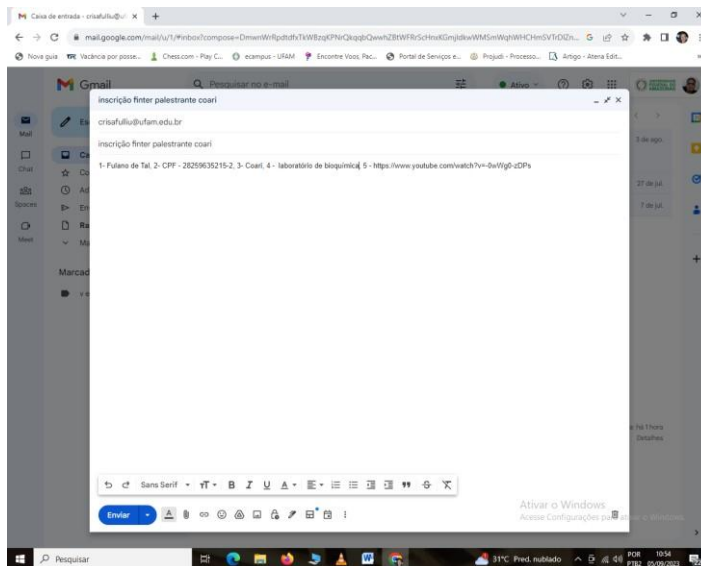 Caixa de entrada - crisafulliu@uf
mail.google.com/mail/u/1/#inbox?compose=
Nova guia
Vacância por posse...
Chess.com - Play C...
ecampus - UFAM
Encontre Voos, Pac...
Portal de Serviços e...
Projudi - Processo...
Artigo - Atena Edit...
Gmail
Pesquisar no e-mail
Ativo
Mail
Chat
Spaces
Meet
Marcad
inscrição finter palestrante coari
crisafulliu@ufam.edu.br
inscrição finter palestrante coari
1- Fulano de Tal, 2- CPF - 28259635215-2, 3- Coari, 4 - laboratório de bioquímica, 5 - https://www.youtube.com/watch?v=-0wWg0-zDPs
3 de ago.
27 de jul.
7 de jul.
há 1 hora
Detalhes
Sans Serif
Enviar
Ativar o Windows
Acesse Configurações para ativar o Windows.
Pesquisar
31°C Pred. nublado
POR
PTB2
10:54
05/09/2023